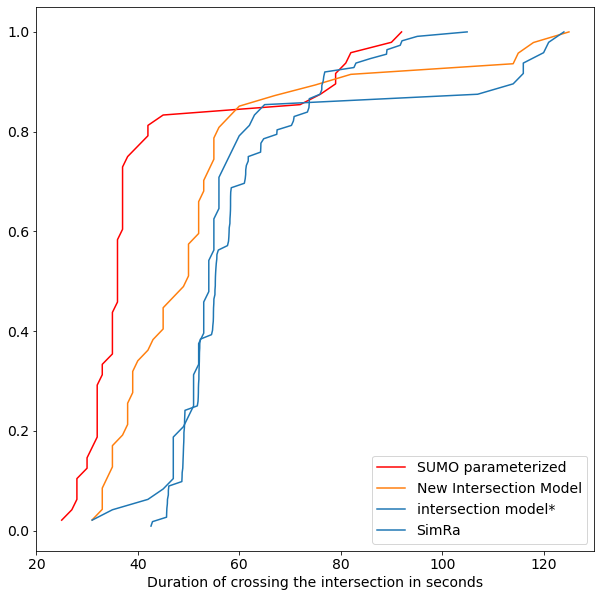 1.0
0.8
0.6
0.4
0.2
0.0
20 40 60 80 100 120
Duration of crossing the intersection in seconds
SUMO parameterized
New Intersection Model
intersection model*
SimRa